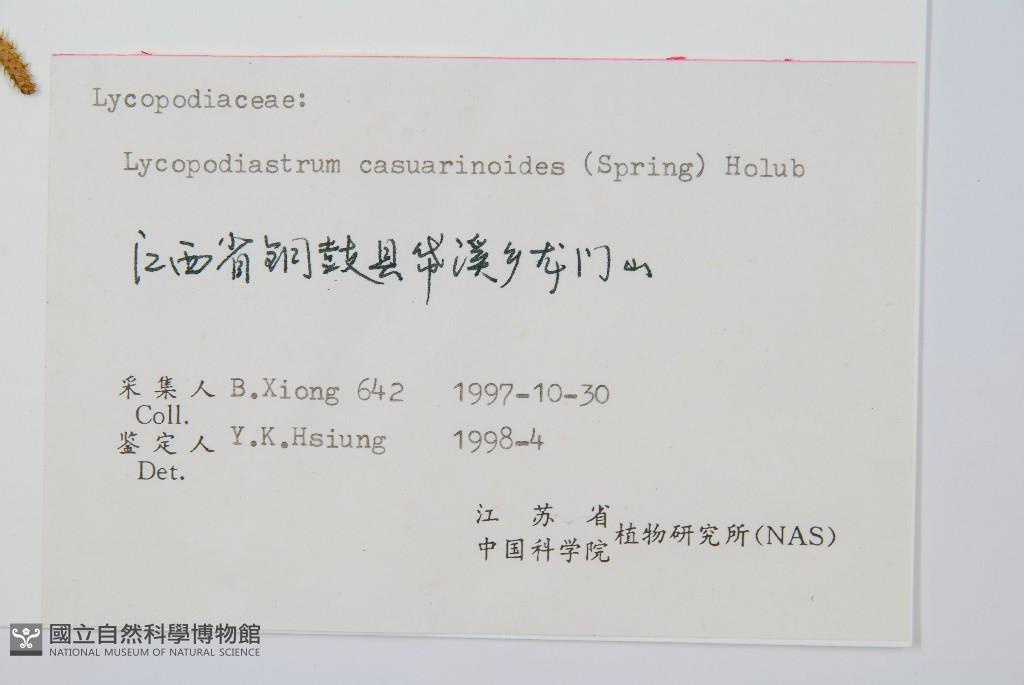 Lycopodiaceae:
Lycopodiastrum casuarinoides (Spring) Holub
江西省铜鼓县带溪乡龙门山
采集人 B.Xiong 642 1997-10-30
Coll.
鉴定人 Y.K.Hsiung 1998-4
Det.
江苏省
中国科学院 植物研究所(NAS)
國立自然科學博物館
NATIONAL MUSEUM OF NATURAL SCIENCE